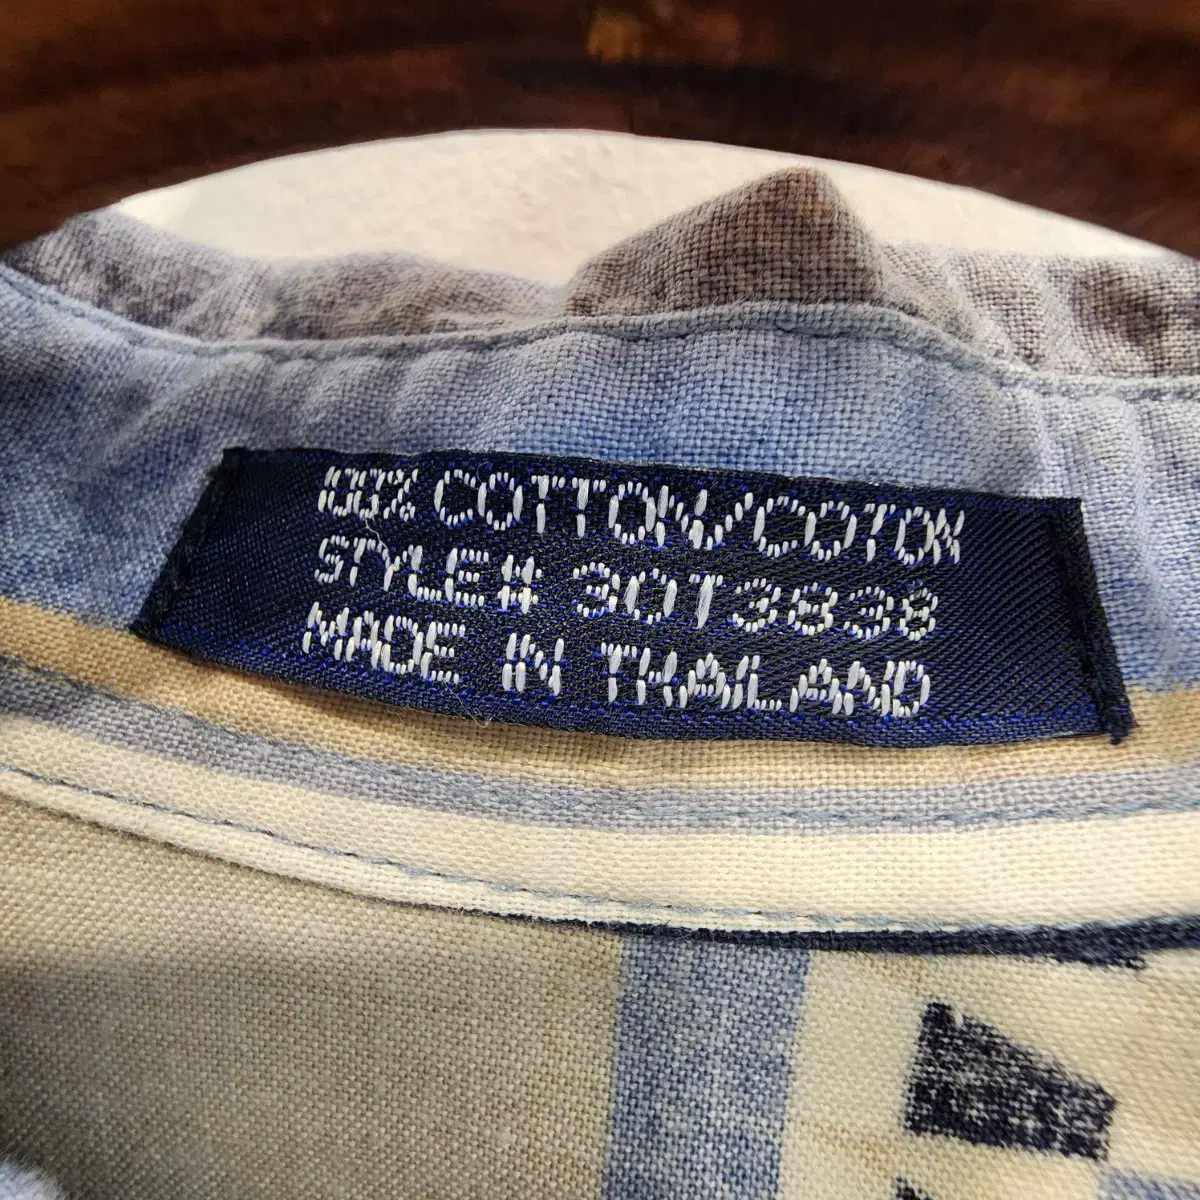 100% COTTON/COTON
STYLE# 30T3838
MADE IN THAILAND